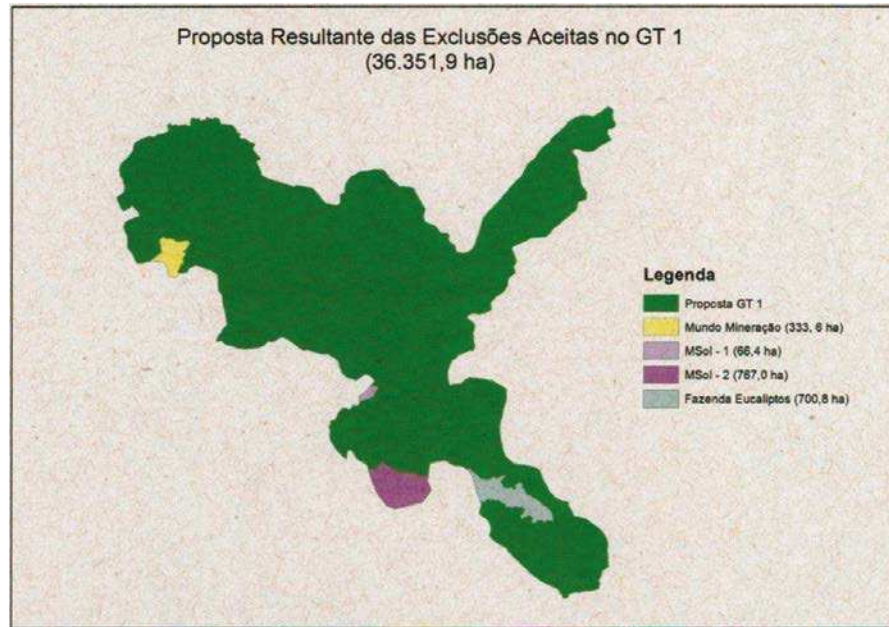 Proposta Resultante das Exclusões Aceitas no GT 1
(36.351,9 ha)
Legenda
Proposta GT 1
Mundo Mineração (333, 6 ha)
MSol - 1 (66,4 ha)
MSol - 2 (767,0 ha)
Fazenda Eucaliptos (700,8 ha)